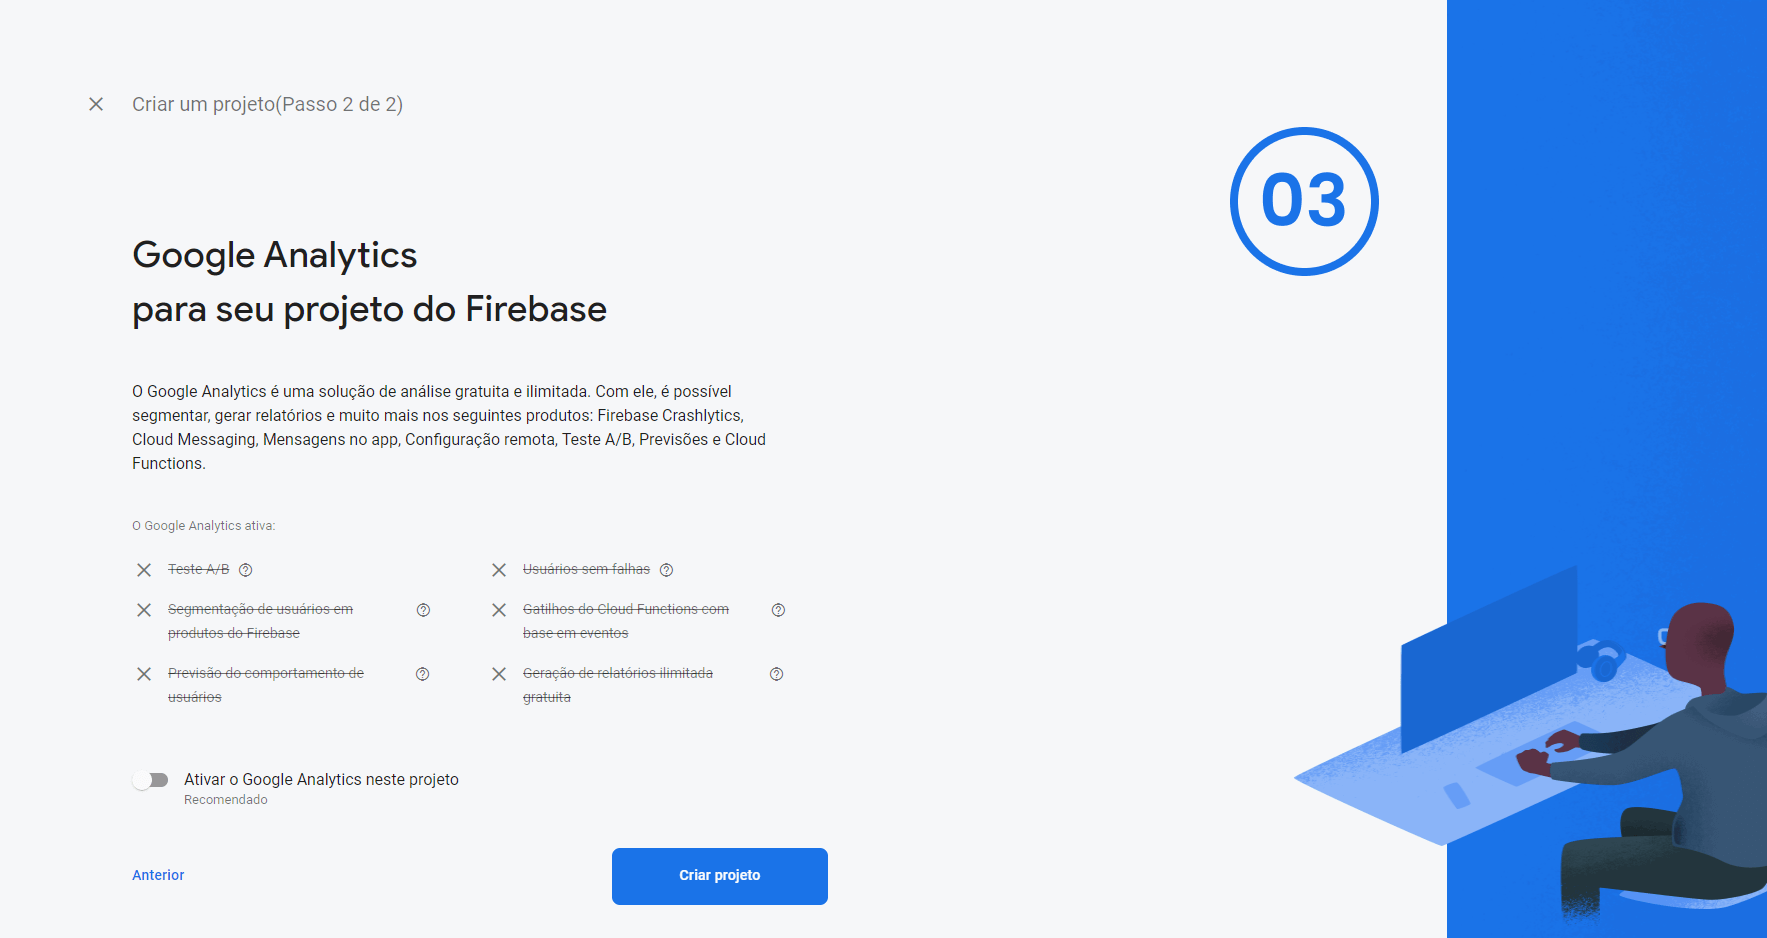 Criar um projeto(Passo 2 de 2)
03
Google Analytics
para seu projeto do Firebase
O Google Analytics é uma solução de análise gratuita e ilimitada. Com ele, é possível
segmentar, gerar relatórios e muito mais nos seguintes produtos: Firebase Crashlytics,
Cloud Messaging, Mensagens no app, Configuração remota, Teste A/B, Previsões e Cloud
Functions.
O Google Analytics ativa:
Teste A/B
Usuários sem falhas
Segmentação de usuários em
produtos do Firebase
Gatilhos do Cloud Functions com
base em eventos
Previsão do comportamento de
usuários
Geração de relatórios ilimitada
gratuita
Ativar o Google Analytics neste projeto
Recomendado
Anterior
Criar projeto